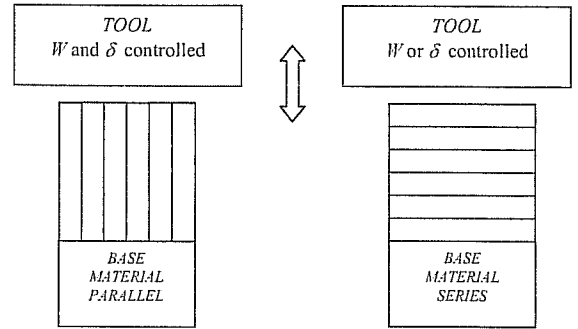 TOOL
W and δ controlled
TOOL
W or δ controlled
BASE
MATERIAL
PARALLEL
BASE
MATERIAL
SERIES